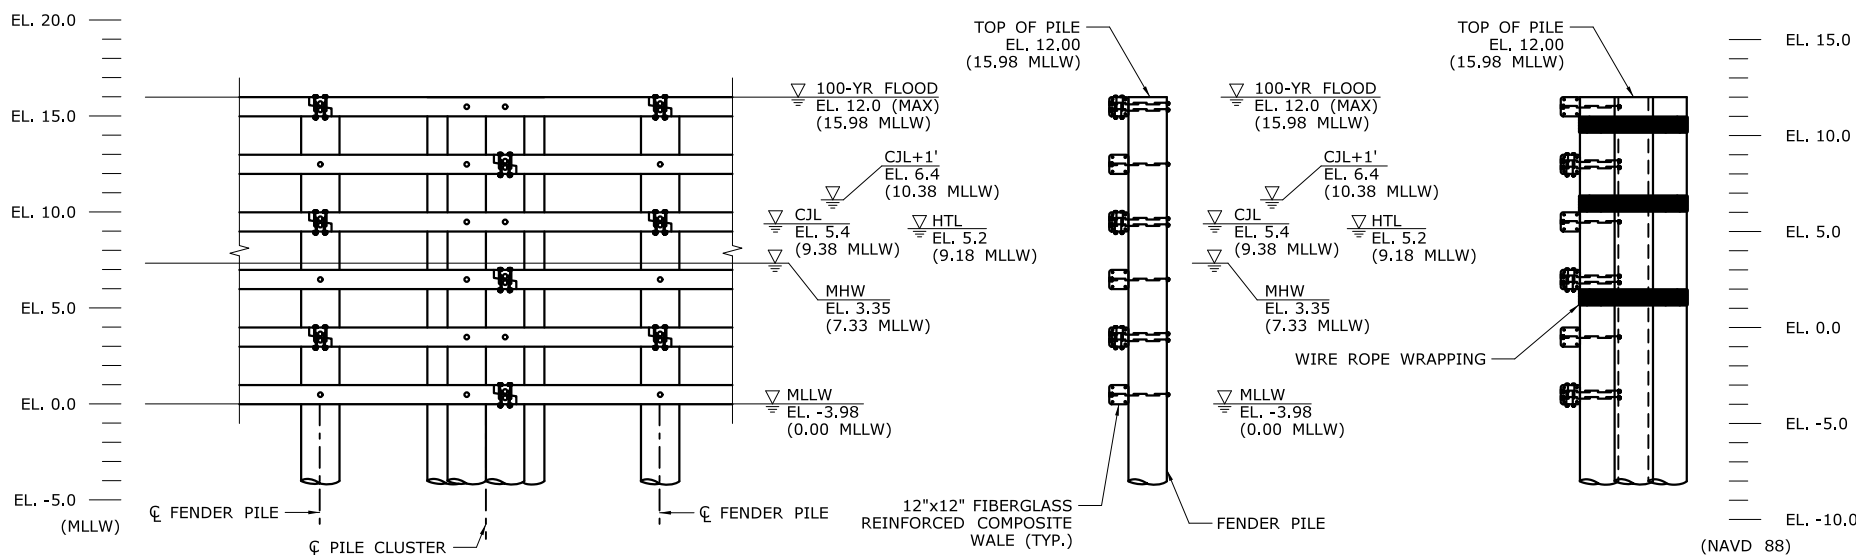 EL. 20.0
EL. 15.0
EL. 10.0
EL. 5.0
EL. 0.0
EL. -5.0
(MLLW)
℄ FENDER PILE
℄ PILE CLUSTER
℄ FENDER PILE
100-YR FLOOD
EL. 12.0 (MAX)
(15.98 MLLW)
CJL+1'
EL. 6.4
(10.38 MLLW)
CJL
EL. 5.4
(9.38 MLLW)
HTL
EL. 5.2
(9.18 MLLW)
MHW
EL. 3.35
(7.33 MLLW)
MLLW
EL. -3.98
(0.00 MLLW)
TOP OF PILE
EL. 12.00
(15.98 MLLW)
12"x12" FIBERGLASS
REINFORCED COMPOSITE
WALE (TYP.)
FENDER PILE
100-YR FLOOD
EL. 12.0 (MAX)
(15.98 MLLW)
CJL+1'
EL. 6.4
(10.38 MLLW)
CJL
EL. 5.4
(9.38 MLLW)
HTL
EL. 5.2
(9.18 MLLW)
MHW
EL. 3.35
(7.33 MLLW)
MLLW
EL. -3.98
(0.00 MLLW)
TOP OF PILE
EL. 12.00
(15.98 MLLW)
WIRE ROPE WRAPPING
EL. 15.0
EL. 10.0
EL. 5.0
EL. 0.0
EL. -5.0
EL. -10.0
(NAVD 88)